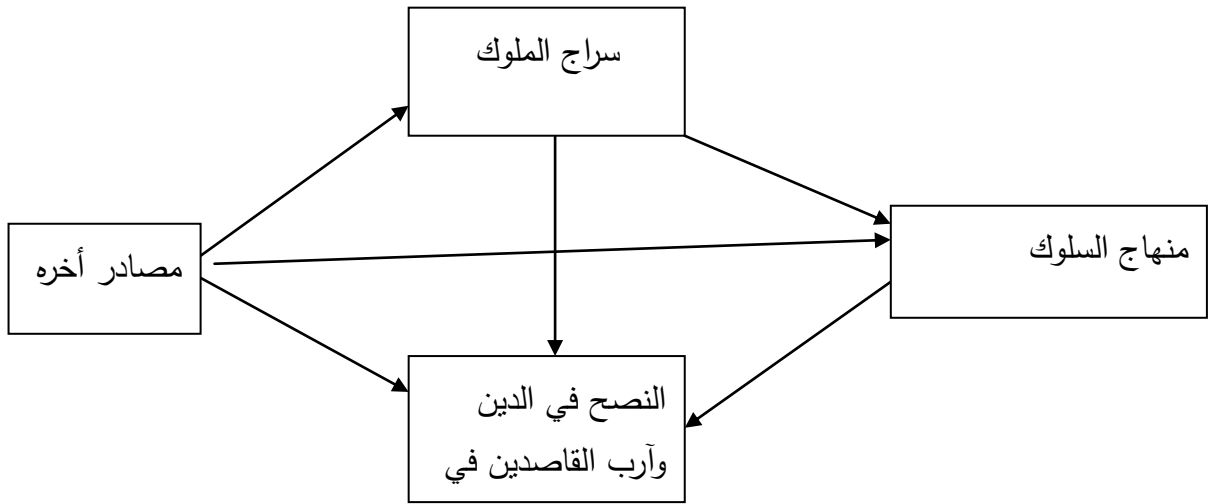 سراج الملوك
منهاج السلوك
مصادر أخره
النصح في الدين
وآرب القاصدين في